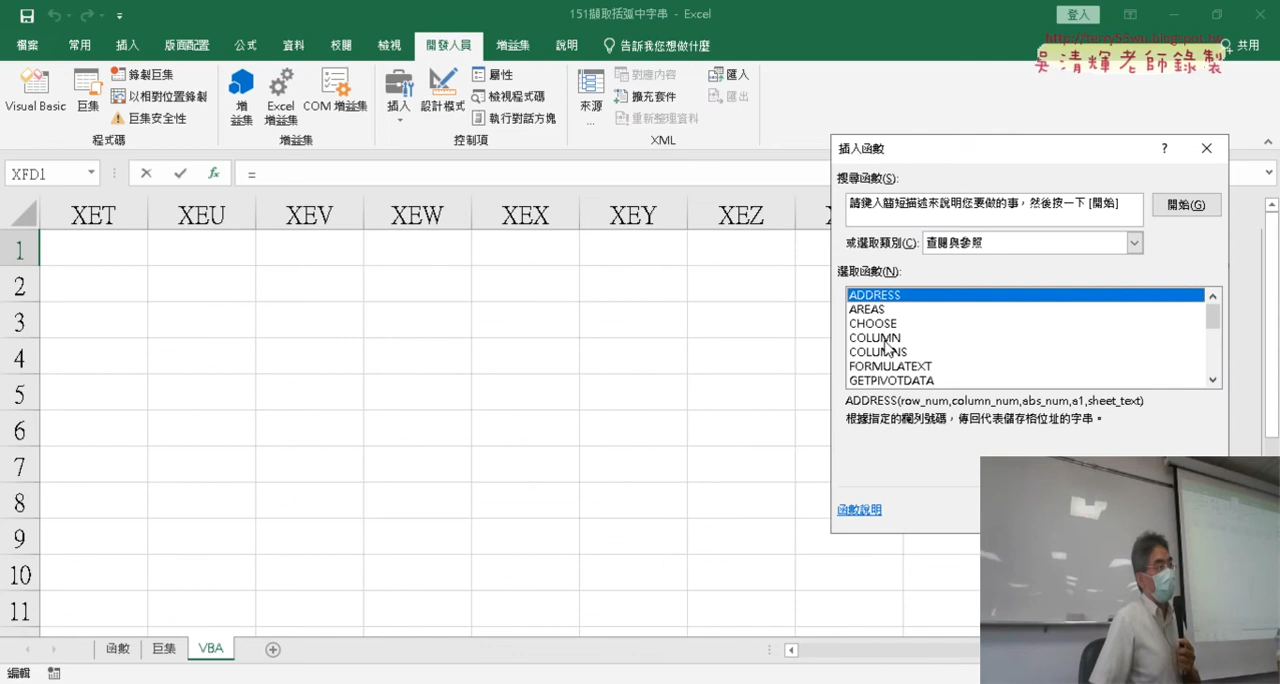 151擷取括弧中字串 - Excel
登入
檔案 常用 插入 版面配置 公式 資料 校閱 檢視 開發人員 增益集 說明 告訴我您想做什麼 共用
http://terry55wu.blogspot.tw
吳清輝老師錄製
Visual Basic
巨集
錄製巨集
以相對位置錄製
巨集安全性
程式碼
增益集
Excel 增益集
COM 增益集
增益集
插入
設計模式
屬性
檢視程式碼
執行對話方塊
控制項
來源
...
對應內容
擴充套件
重新整理資料
匯入
匯出
XML
XFD1
fx
=
XET XEU XEV XEW XEX XEY XEZ
1
2
3
4
5
6
7
8
9
10
11
插入函數
?
搜尋函數(S):
請鍵入簡短描述來說明您要做的事，然後按一下 [開始]
開始(G)
或選取類別(C): 查閱與參照
選取函數(N):
ADDRESS
AREAS
CHOOSE
COLUMN
COLUMNS
FORMULATEXT
GETPIVOTDATA
ADDRESS(row_num,column_num,abs_num,a1,sheet_text)
根據指定的欄列號碼，傳回代表儲存格位址的字串。
函數說明
函數 巨集 VBA
編輯